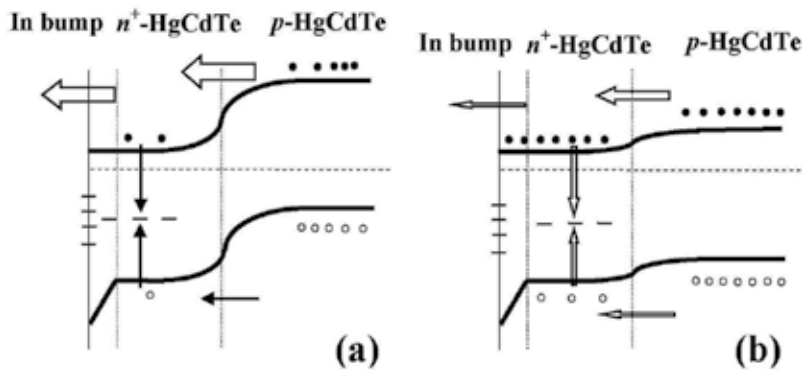 In bump n⁺-HgCdTe p-HgCdTe
(a)
In bump n⁺-HgCdTe p-HgCdTe
(b)